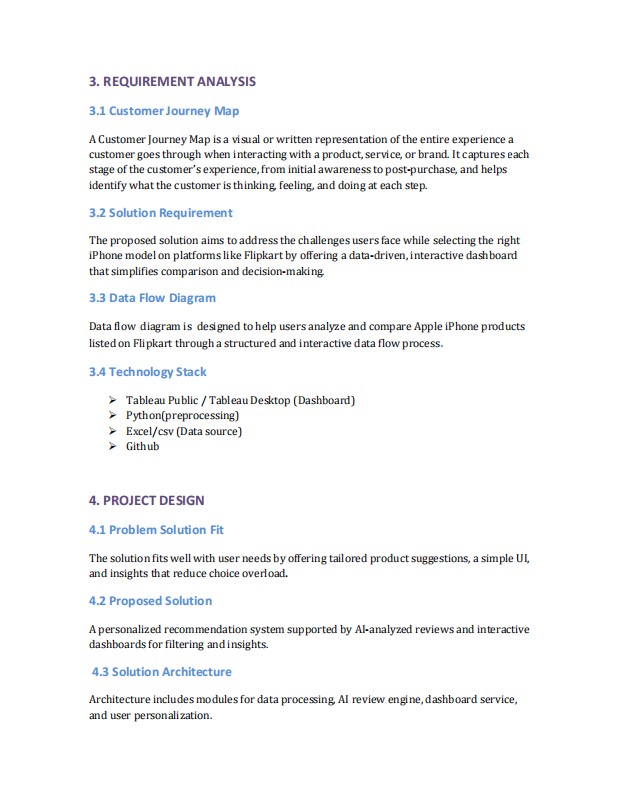 3. REQUIREMENT ANALYSIS
3.1 Customer Journey Map
A Customer Journey Map is a visual or written representation of the entire experience a
customer goes through when interacting with a product, service, or brand. It captures each
stage of the customer's experience, from initial awareness to post-purchase, and helps
identify what the customer is thinking, feeling, and doing at each step.
3.2 Solution Requirement
The proposed solution aims to address the challenges users face while selecting the right
iPhone model on platforms like Flipkart by offering a data-driven, interactive dashboard
that simplifies comparison and decision-making.
3.3 Data Flow Diagram
Data flow diagram is designed to help users analyze and compare Apple iPhone products
listed on Flipkart through a structured and interactive data flow process.
3.4 Technology Stack
➢ Tableau Public / Tableau Desktop (Dashboard)
➢ Python(preprocessing)
➢ Excel/csv (Data source)
➢ Github
4. PROJECT DESIGN
4.1 Problem Solution Fit
The solution fits well with user needs by offering tailored product suggestions, a simple UI,
and insights that reduce choice overload.
4.2 Proposed Solution
A personalized recommendation system supported by AI-analyzed reviews and interactive
dashboards for filtering and insights.
4.3 Solution Architecture
Architecture includes modules for data processing, AI review engine, dashboard service,
and user personalization.